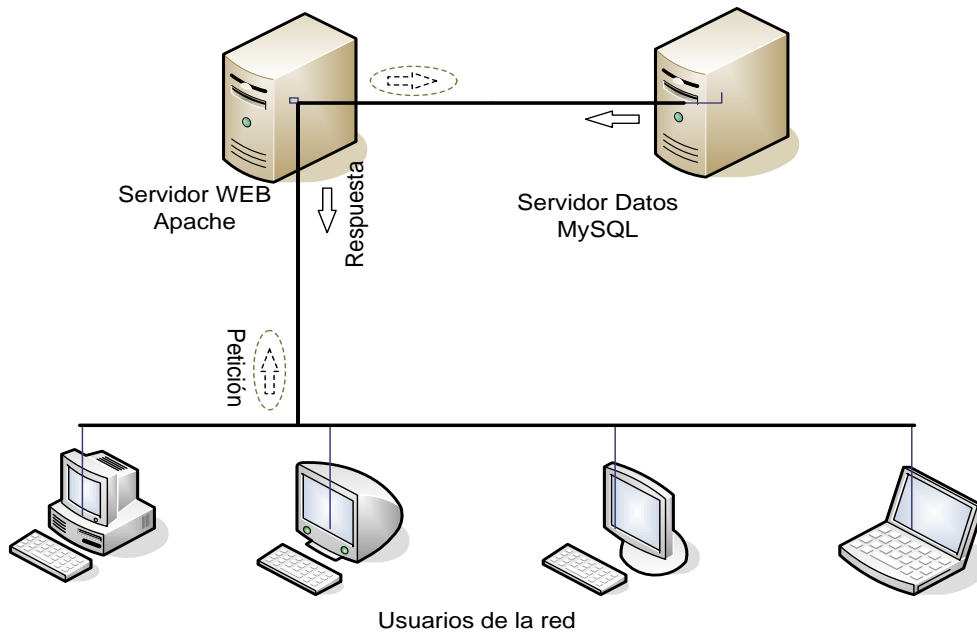 Servidor WEB
Apache
Servidor Datos
MySQL
Respuesta
Petición
Usuarios de la red